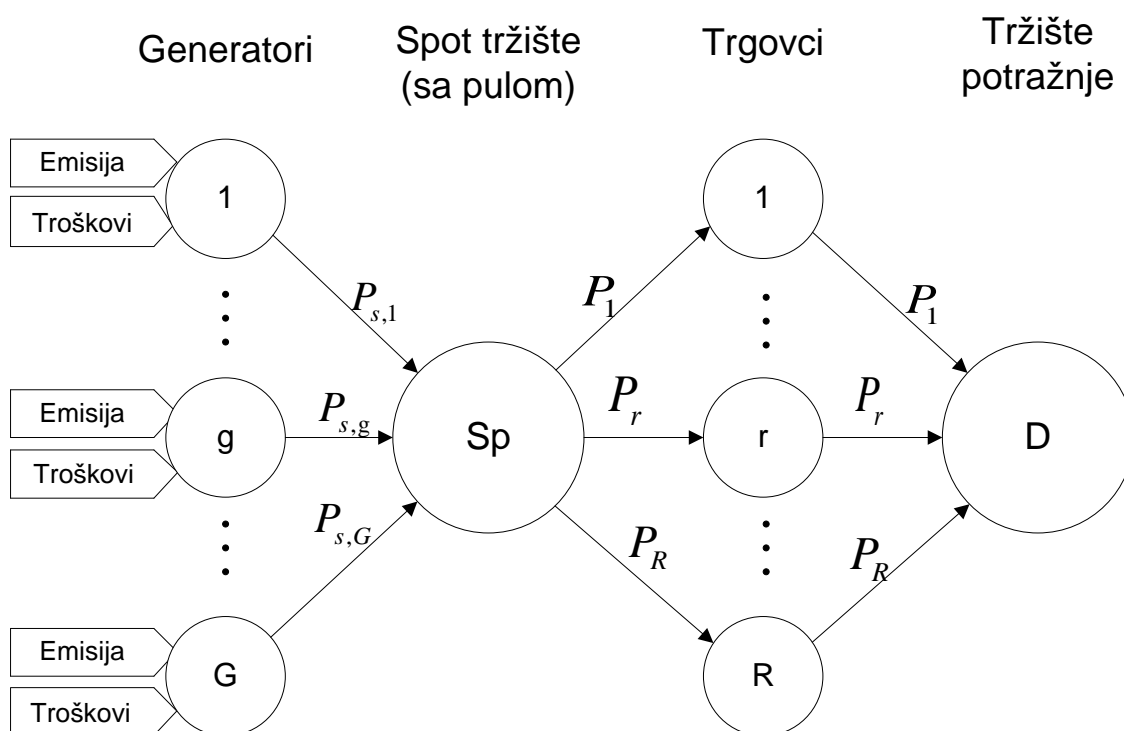 Generatori
Spot tržište
(sa pulom)
Trgovci
Tržište
potražnje
Emisija
Troškovi
1
1
P_{s,1}
P_1
P_1
Emisija
Troškovi
g
P_{s,g}
Sp
P_r
r
P_r
D
P_{s,G}
P_R
P_R
Emisija
Troškovi
G
R